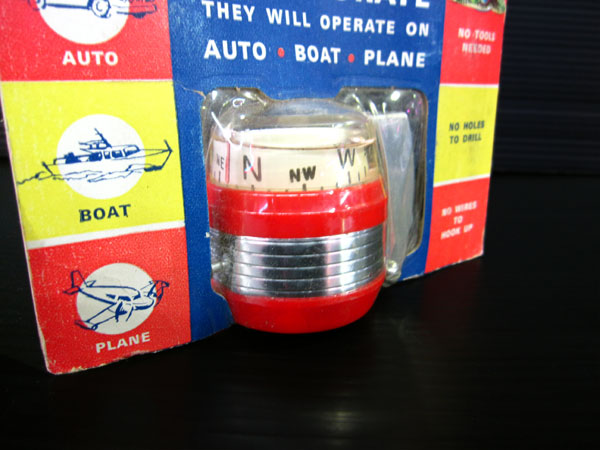 THEY WILL OPERATE ON
AUTO • BOAT • PLANE
AUTO
BOAT
PLANE
NO TOOLS
NEEDED
NO HOLES
TO DRILL
NO WIRES
TO
HOOK UP
NE N NW W